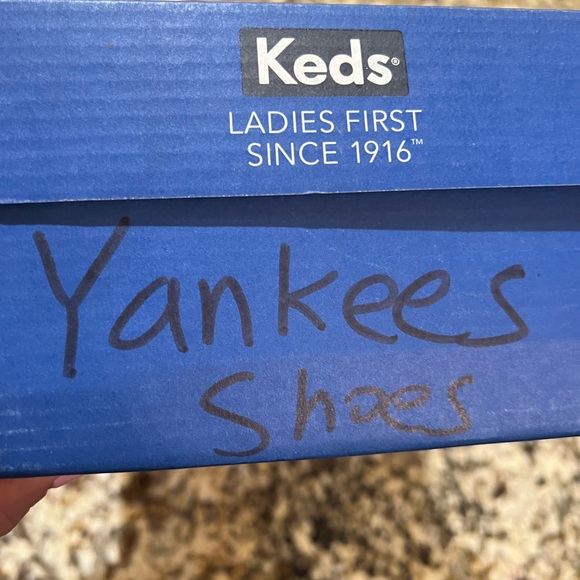 Keds®
LADIES FIRST
SINCE 1916™
Yankees
Shoes